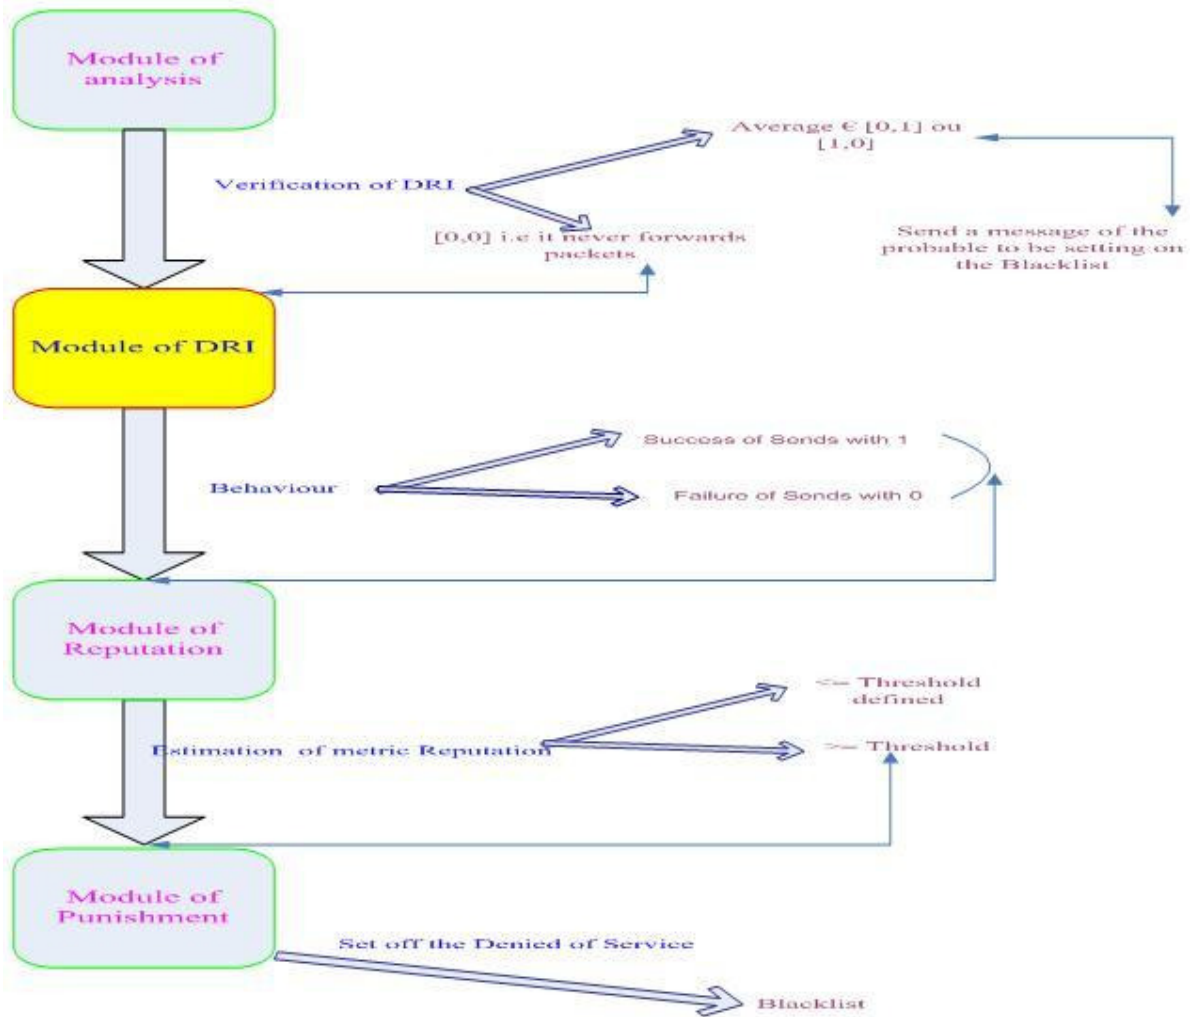 Module of
analysis
Average € [0,1] ou
[1,0]
Verification of DRI
[0,0] i.e it never forwards
packets
Send a message of the
probable to be setting on
the Blacklist
Module of DRI
Success of Sends with 1
Behaviour
Failure of Sends with 0
Module of
Reputation
<= Threshold
defined
Estimation of metric Reputation
>= Threshold
Module of
Punishment
Set off the Denied of Service
Blacklist